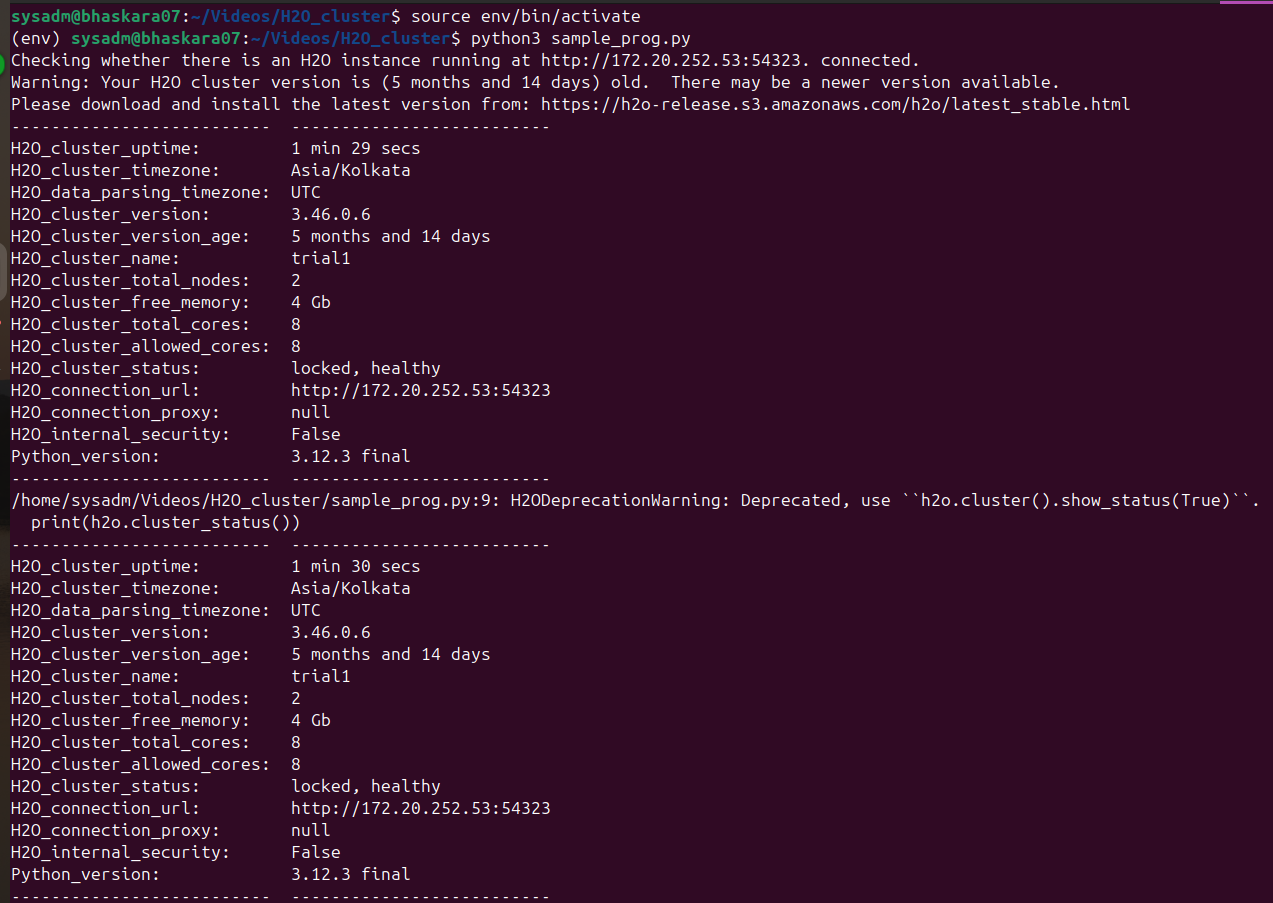 sysadm@bhaskara07:~/Videos/H2O_cluster$ source env/bin/activate
(env) sysadm@bhaskara07:~/Videos/H2O_cluster$ python3 sample_prog.py
Checking whether there is an H2O instance running at http://172.20.252.53:54323. connected.
Warning: Your H2O cluster version is (5 months and 14 days) old.  There may be a newer version available.
Please download and install the latest version from: https://h2o-release.s3.amazonaws.com/h2o/latest_stable.html
--------------------------  --------------------------
H2O_cluster_uptime:         1 min 29 secs
H2O_cluster_timezone:       Asia/Kolkata
H2O_data_parsing_timezone:  UTC
H2O_cluster_version:        3.46.0.6
H2O_cluster_version_age:    5 months and 14 days
H2O_cluster_name:           trial1
H2O_cluster_total_nodes:    2
H2O_cluster_free_memory:    4 Gb
H2O_cluster_total_cores:    8
H2O_cluster_allowed_cores:  8
H2O_cluster_status:         locked, healthy
H2O_connection_url:         http://172.20.252.53:54323
H2O_connection_proxy:       null
H2O_internal_security:      False
Python_version:             3.12.3 final
--------------------------  --------------------------
/home/sysadm/Videos/H2O_cluster/sample_prog.py:9: H2ODeprecationWarning: Deprecated, use ``h2o.cluster().show_status(True)``.
  print(h2o.cluster_status())
--------------------------  --------------------------
H2O_cluster_uptime:         1 min 30 secs
H2O_cluster_timezone:       Asia/Kolkata
H2O_data_parsing_timezone:  UTC
H2O_cluster_version:        3.46.0.6
H2O_cluster_version_age:    5 months and 14 days
H2O_cluster_name:           trial1
H2O_cluster_total_nodes:    2
H2O_cluster_free_memory:    4 Gb
H2O_cluster_total_cores:    8
H2O_cluster_allowed_cores:  8
H2O_cluster_status:         locked, healthy
H2O_connection_url:         http://172.20.252.53:54323
H2O_connection_proxy:       null
H2O_internal_security:      False
Python_version:             3.12.3 final
--------------------------  --------------------------